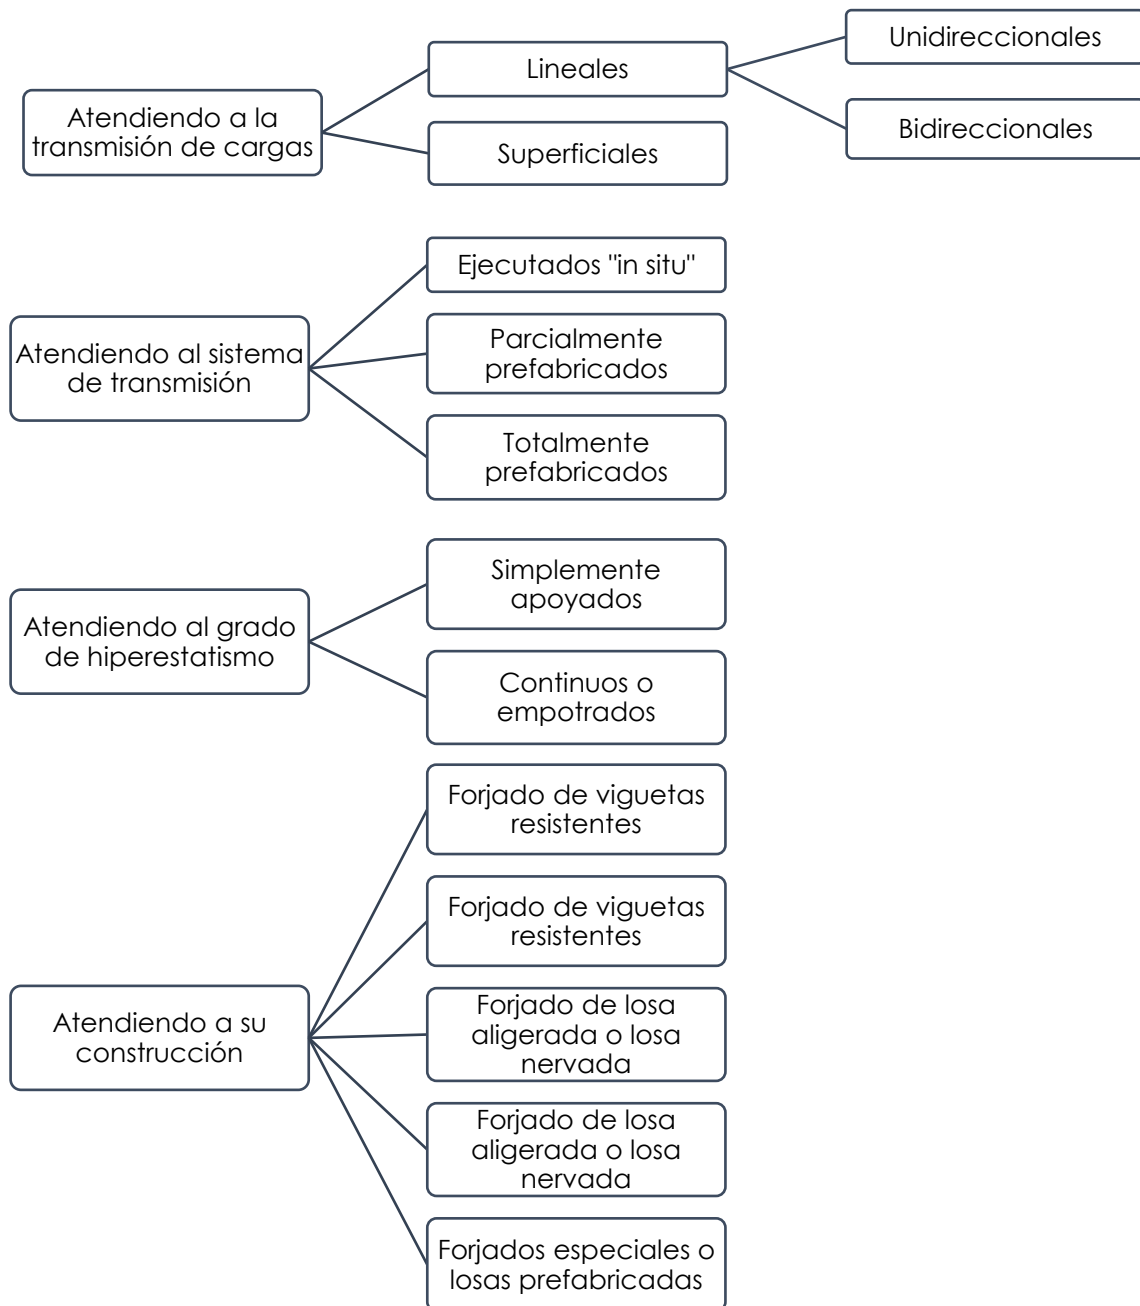 Atendiendo a la
transmisión de cargas
Lineales
Unidireccionales
Bidireccionales
Superficiales
Atendiendo al sistema
de transmisión
Ejecutados "in situ"
Parcialmente
prefabricados
Totalmente
prefabricados
Atendiendo al grado
de hiperestatismo
Simplemente
apoyados
Continuos o
empotrados
Atendiendo a su
construcción
Forjado de viguetas
resistentes
Forjado de viguetas
resistentes
Forjado de losa
aligerada o losa
nervada
Forjado de losa
aligerada o losa
nervada
Forjados especiales o
losas prefabricadas